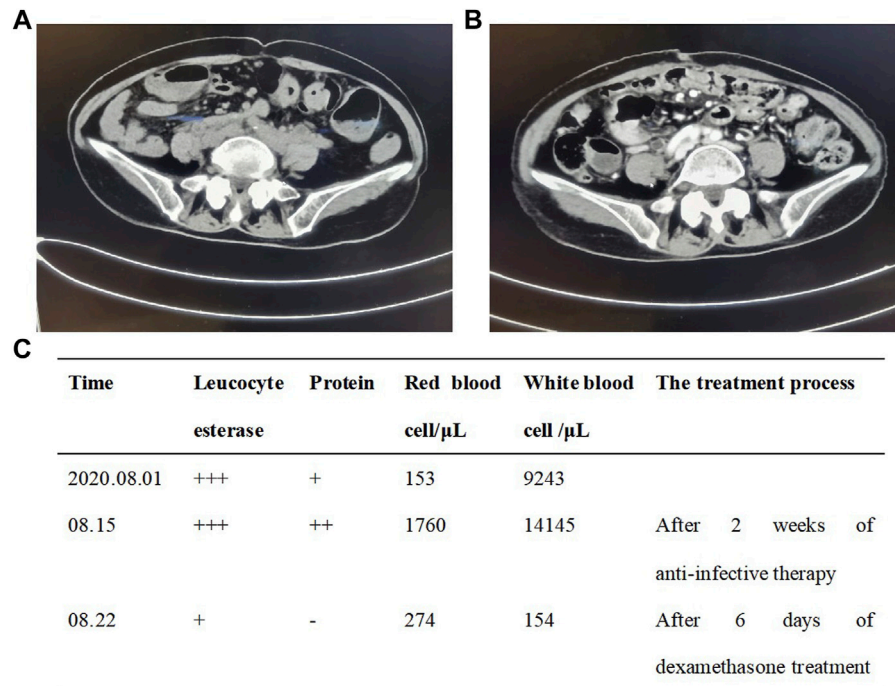 A
B
C
Time Leucocyte Protein Red blood White blood The treatment process
esterase cell/μL cell /μL
2020.08.01 +++ + 153 9243
08.15 +++ ++ 1760 14145 After 2 weeks of
anti-infective therapy
08.22 + - 274 154 After 6 days of
dexamethasone treatment